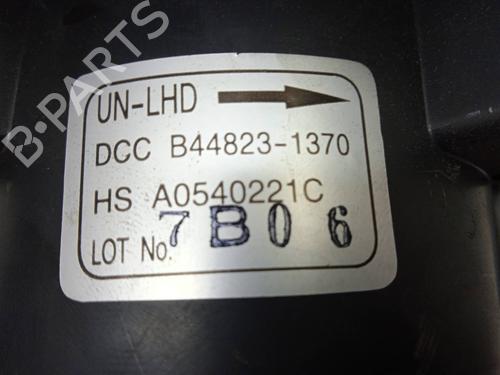 B-PARTS
UN-LHD
DCC B44823-1370
HS A0540221C
LOT No. 7B06